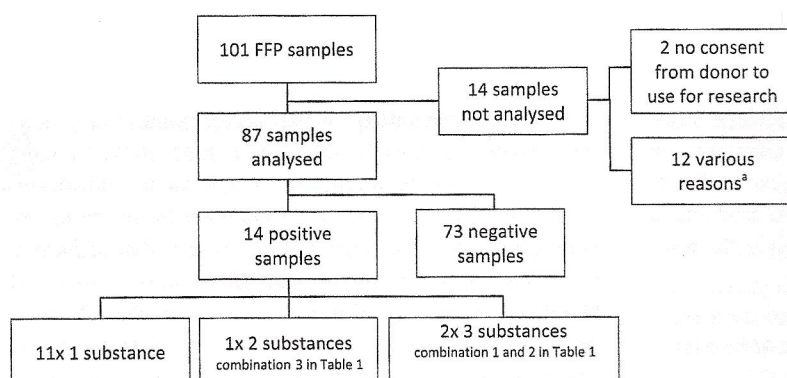 101 FFP samples
14 samples
not analysed
2 no consent
from donor to
use for research
12 various
reasonsᵃ
87 samples
analysed
14 positive
samples
73 negative
samples
11x 1 substance
1x 2 substances
combination 3 in Table 1
2x 3 substances
combination 1 and 2 in Table 1